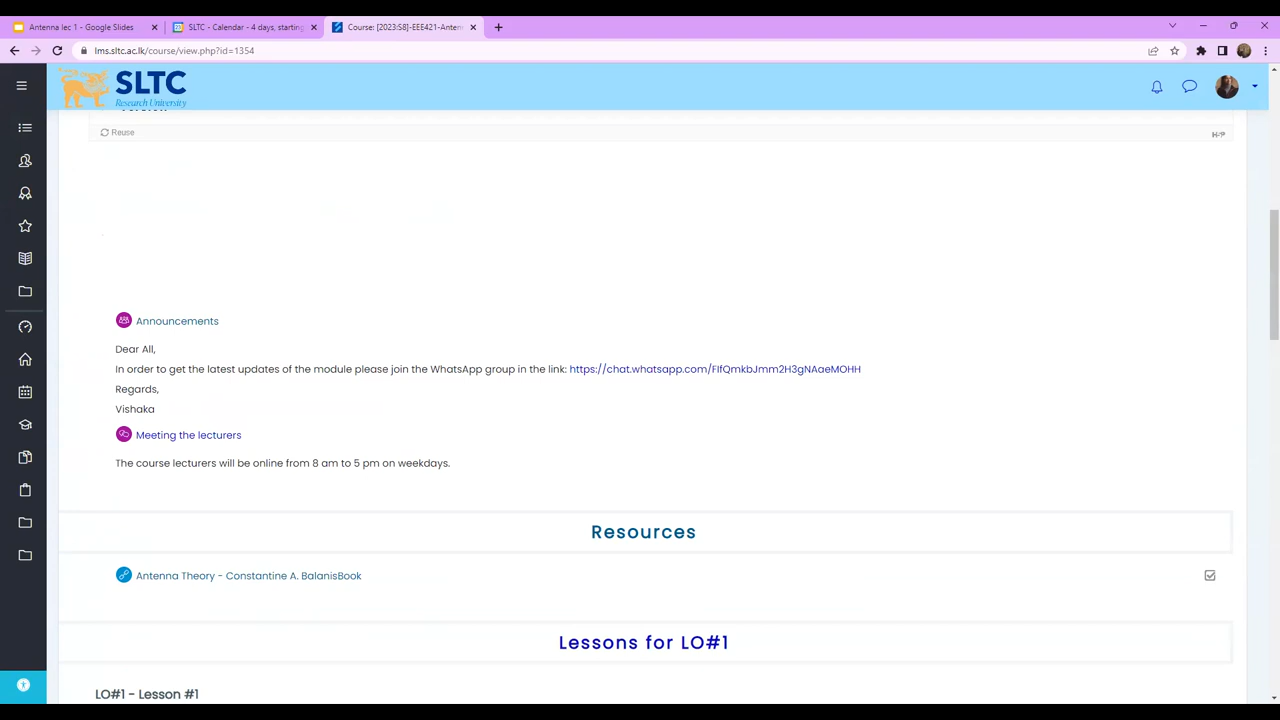 Antenna lec 1 - Google Slides
SLTC - Calendar - 4 days, starting
Course: [2023:S8]-EEE421-Anten
lms.sltc.ac.lk/course/view.php?id=1354
SLTC
Research University
Reuse
H5P
Announcements
Dear All,
In order to get the latest updates of the module please join the WhatsApp group in the link: https://chat.whatsapp.com/FIfQmkbJmm2H3gNAaeMOHH
Regards,
Vishaka
Meeting the lecturers
The course lecturers will be online from 8 am to 5 pm on weekdays.
Resources
Antenna Theory - Constantine A. BalanisBook
Lessons for LO#1
LO#1 - Lesson #1